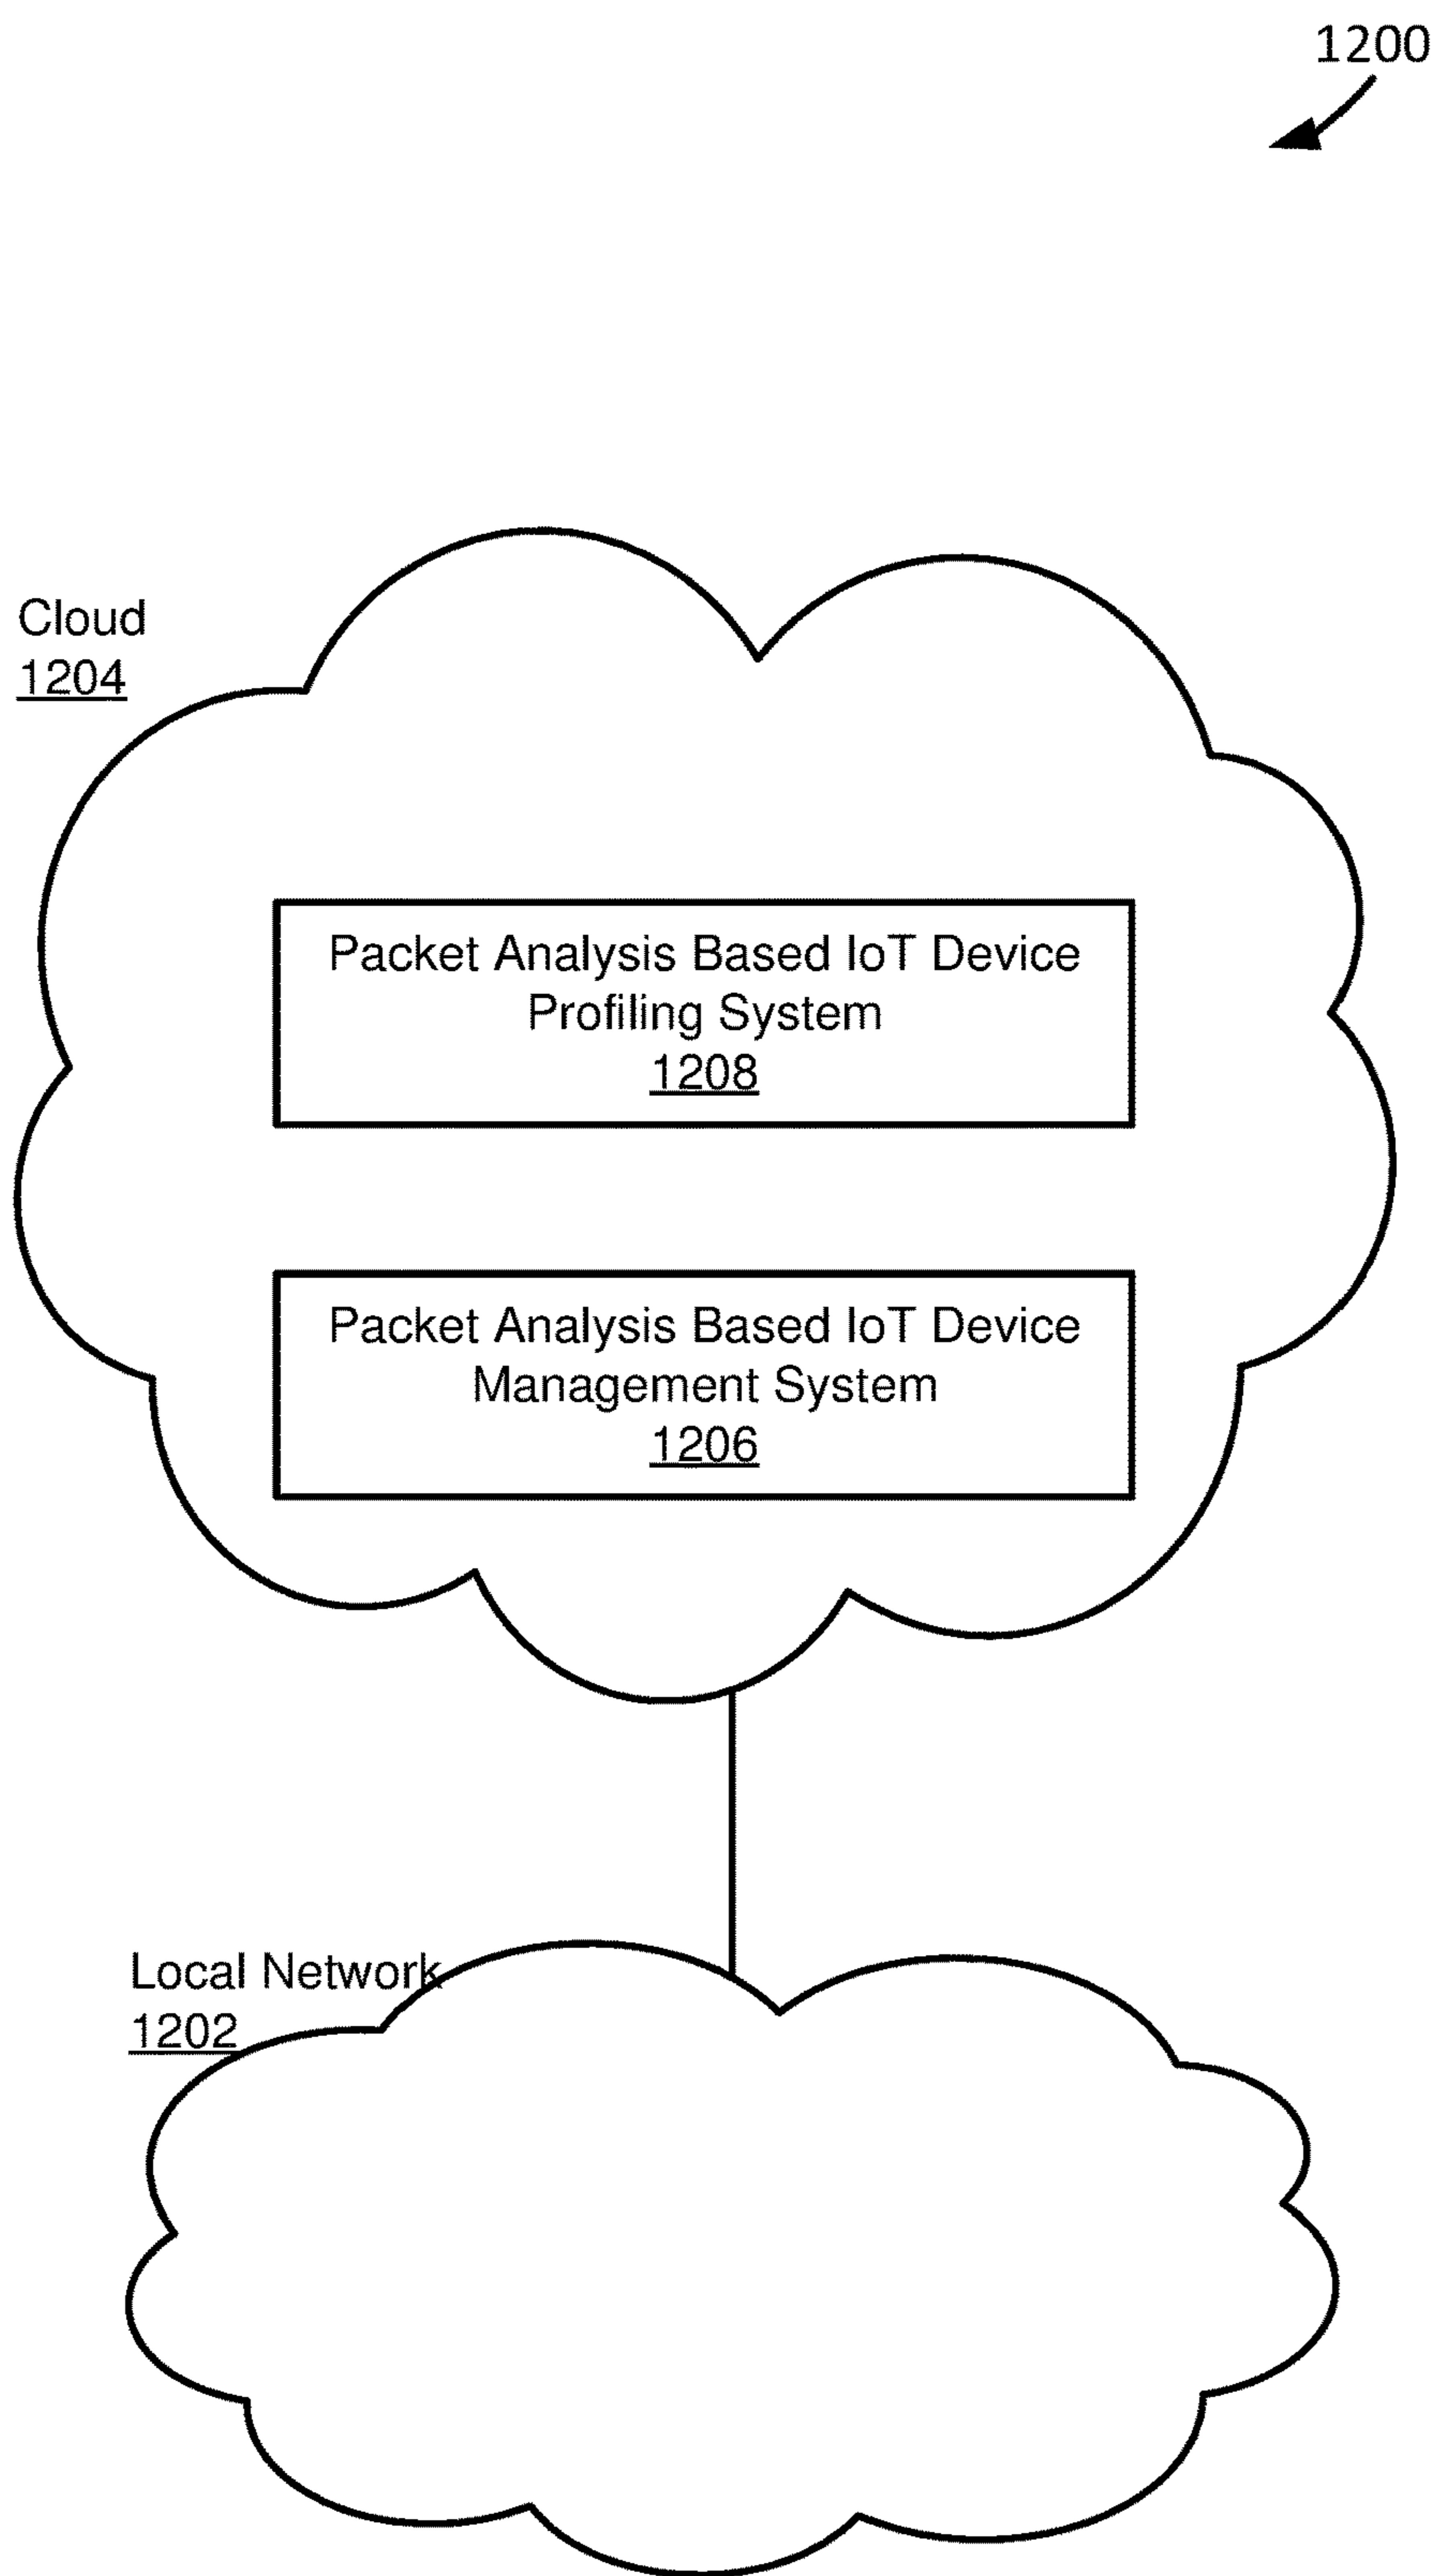 1200
Cloud
1204
Packet Analysis Based IoT Device
Profiling System
1208
Packet Analysis Based IoT Device
Management System
1206
Local Network
1202